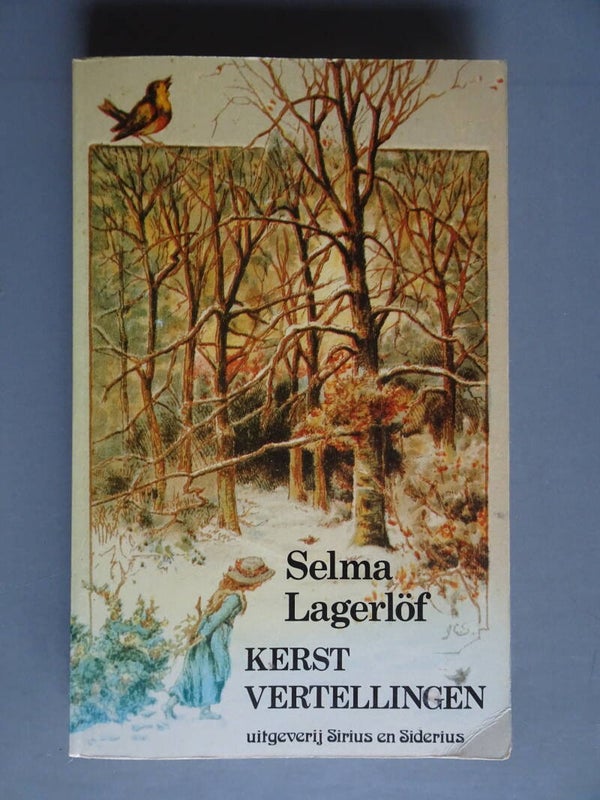 Selma
Lagerlöf
KERST
VERTELLINGEN
uitgeverij Sirius en Siderius